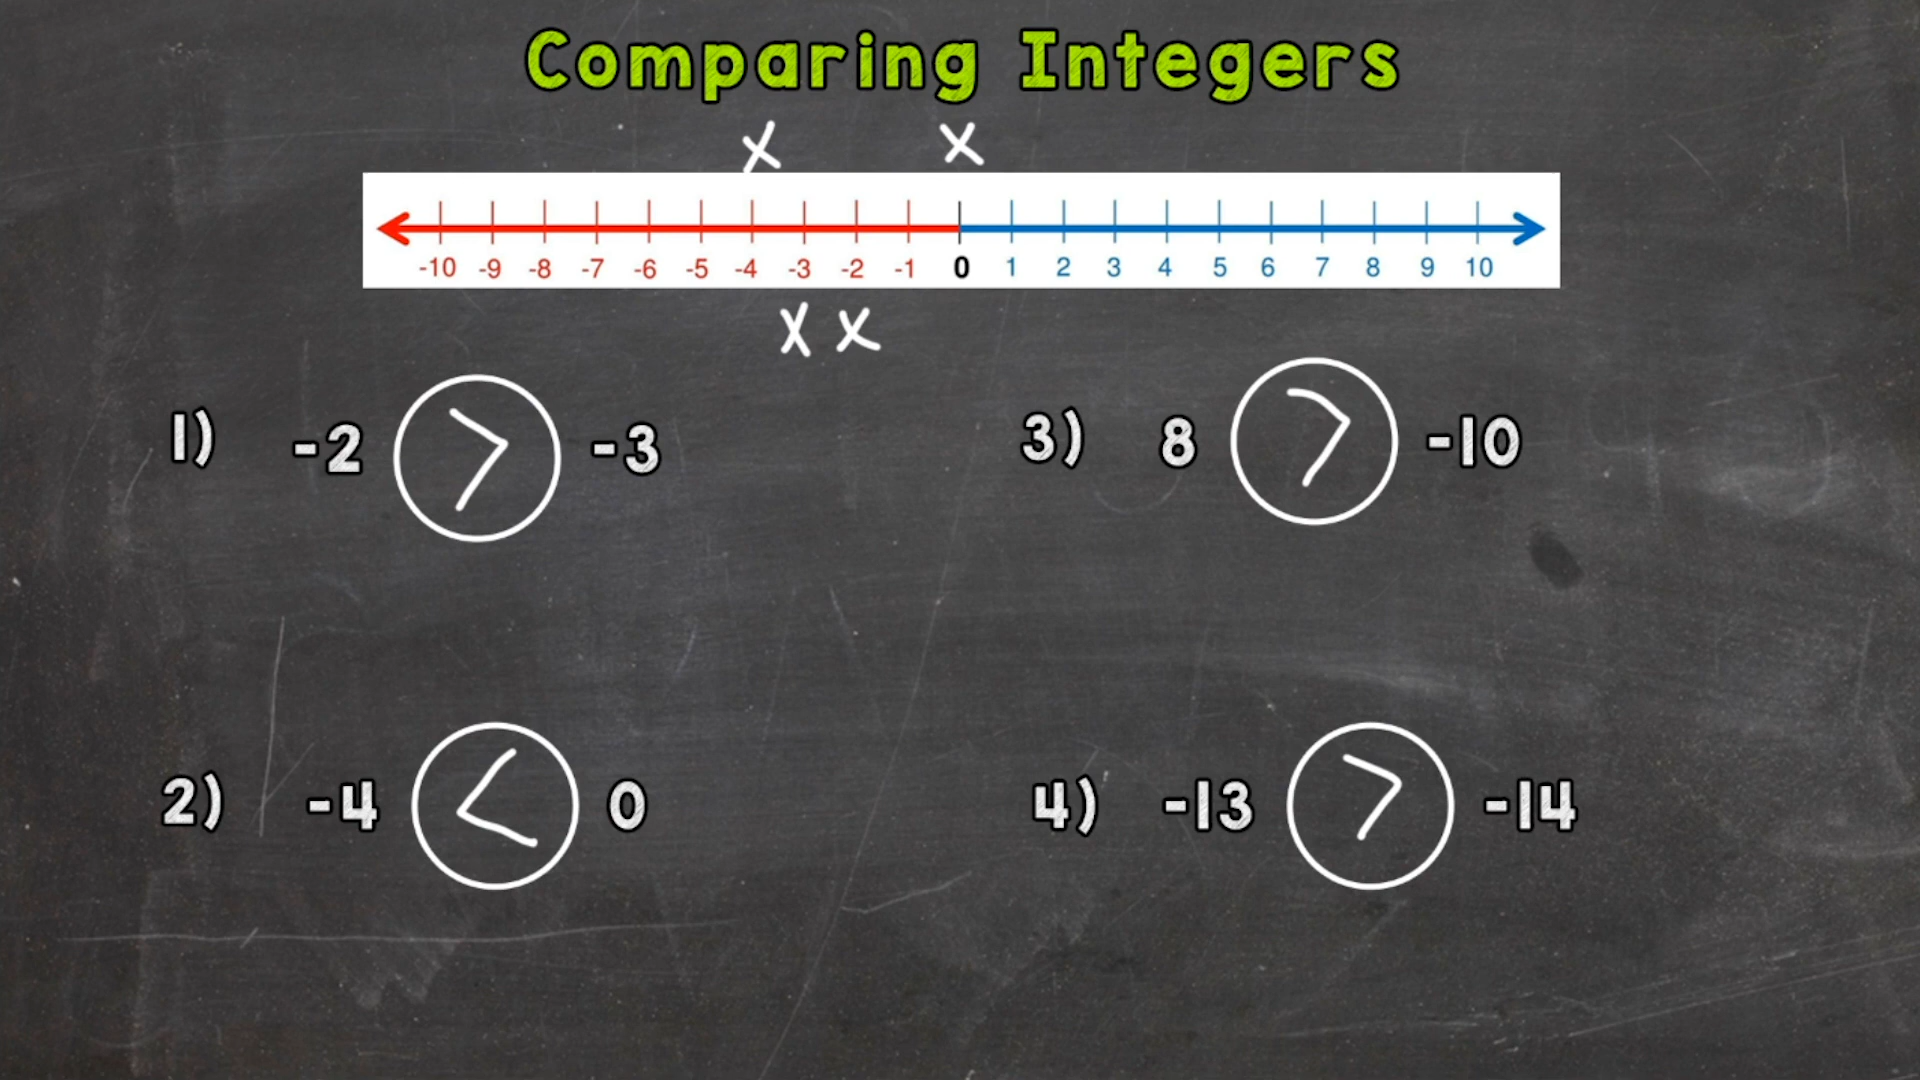 Comparing Integers
X X
-10 -9 -8 -7 -6 -5 -4 -3 -2 -1 0 1 2 3 4 5 6 7 8 9 10
X X
1) -2 > -3
3) 8 > -10
2) -4 < 0
4) -13 > -14